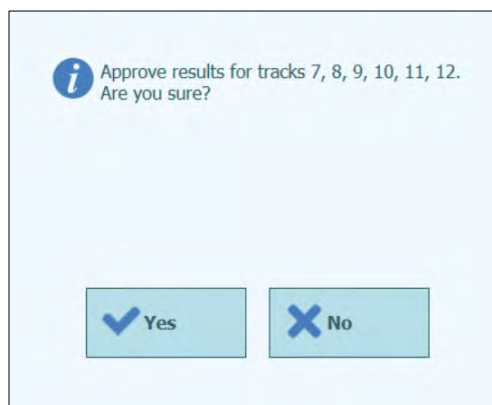 Approve results for tracks 7, 8, 9, 10, 11, 12.
Are you sure?
Yes
No